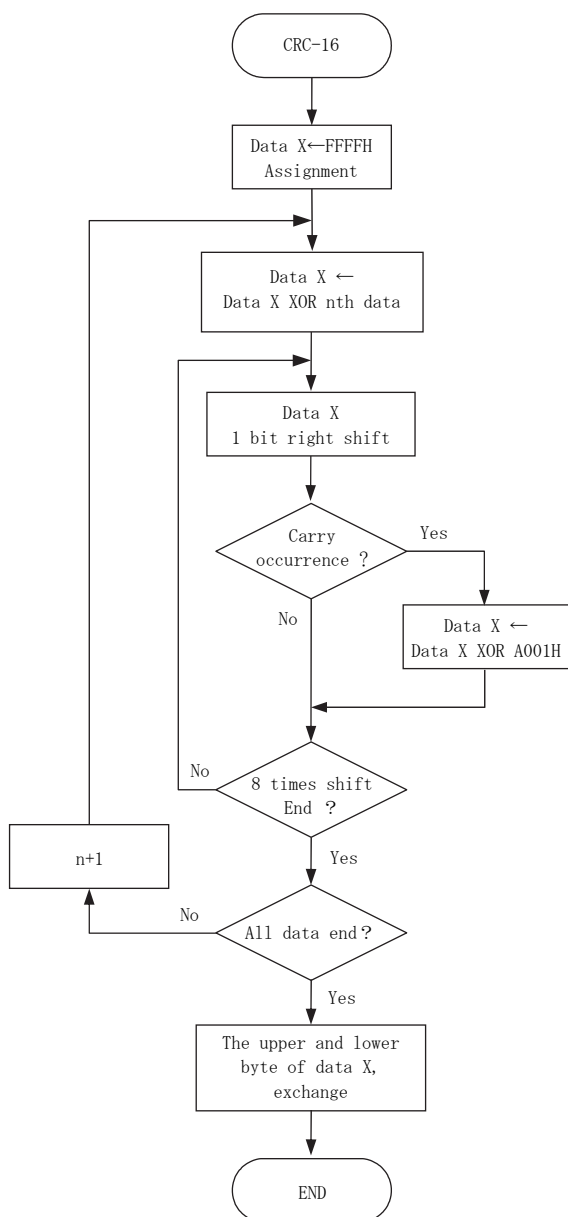 CRC-16
Data X←FFFFH
Assignment
Data X ←
Data X XOR nth data
Data X
1 bit right shift
Carry
occurrence ?
Yes
No
Data X ←
Data X XOR A001H
8 times shift
End ?
No
Yes
n+1
All data end?
No
Yes
The upper and lower
byte of data X,
exchange
END